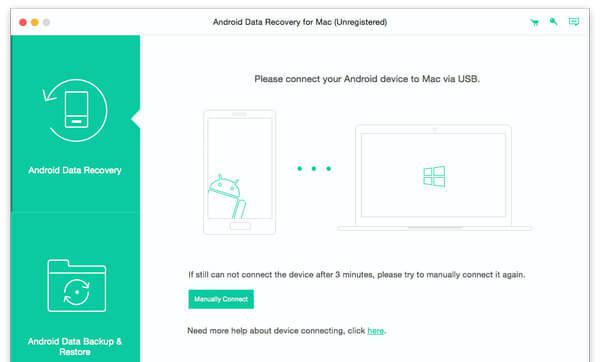 Android Data Recovery for Mac (Unregistered)
Please connect your Android device to Mac via USB.
Android Data Recovery
If still can not connect the device after 3 minutes, please try to manually connect it again.
Manually Connect
Need more help about device connecting, click here.
Android Data Backup &
Restore